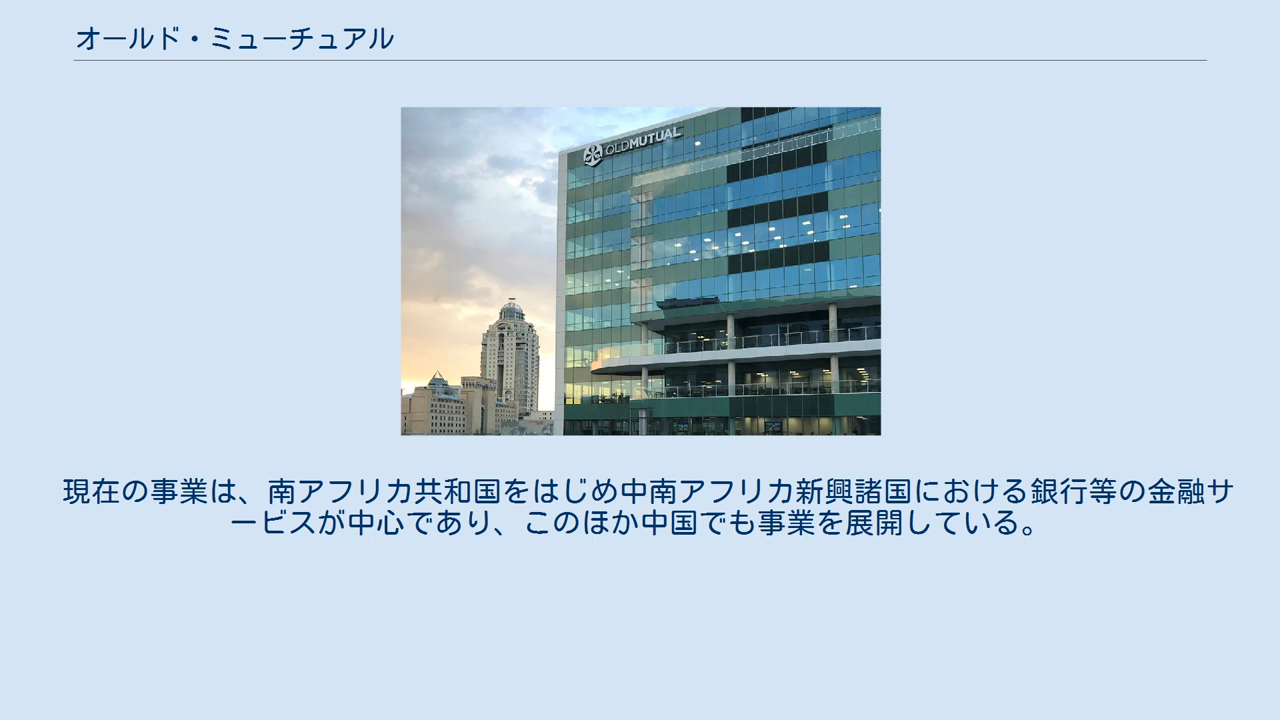 オールド・ミューチュアル
OLDMUTUAL
現在の事業は、南アフリカ共和国をはじめ中南アフリカ新興諸国における銀行等の金融サ
ービスが中心であり、このほか中国でも事業を展開している。